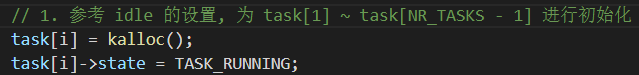 // 1. 参考 idle 的设置, 为 task[1] ~ task[NR_TASKS - 1] 进行初始化
task[i] = kalloc();
task[i]->state = TASK_RUNNING;